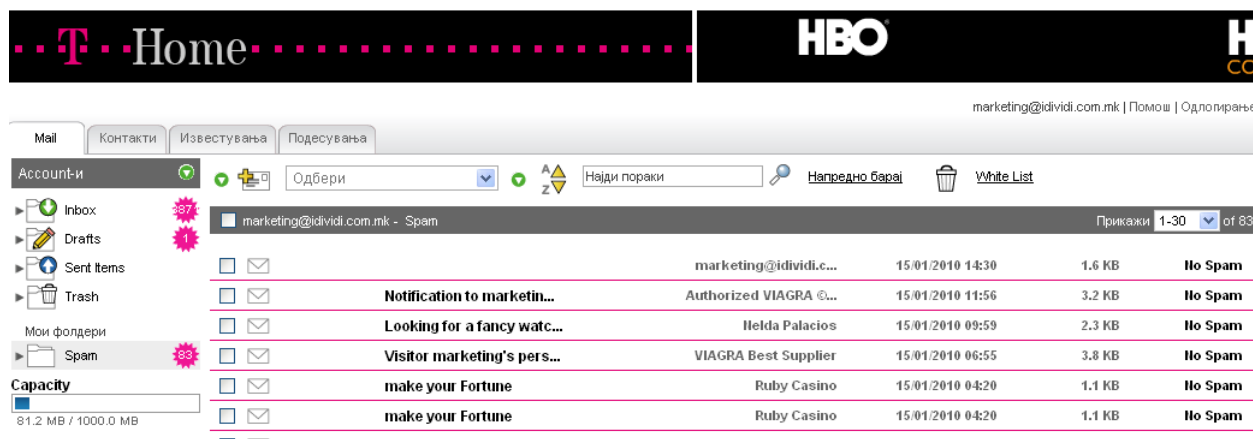 T Home HBO
marketing@idividi.com.mk | Помош | Одлогирање
Mail Контакти Известувања Подесувања
Account-и Одбери A Z Најди пораки Напредно барај White List
Inbox 387
marketing@idividi.com.mk - Spam Прикажи 1-30 of 83
Drafts 1
Sent Items marketing@idividi.c... 15/01/2010 14:30 1.6 KB No Spam
Trash Notification to marketin... Authorized VIAGRA ©... 15/01/2010 11:56 3.2 KB No Spam
Мои фолдери Looking for a fancy watc... Nelda Palacios 15/01/2010 09:59 2.3 KB No Spam
Spam 83 Visitor marketing's pers... VIAGRA Best Supplier 15/01/2010 06:55 3.8 KB No Spam
Capacity make your Fortune Ruby Casino 15/01/2010 04:20 1.1 KB No Spam
81.2 MB / 1000.0 MB make your Fortune Ruby Casino 15/01/2010 04:20 1.1 KB No Spam